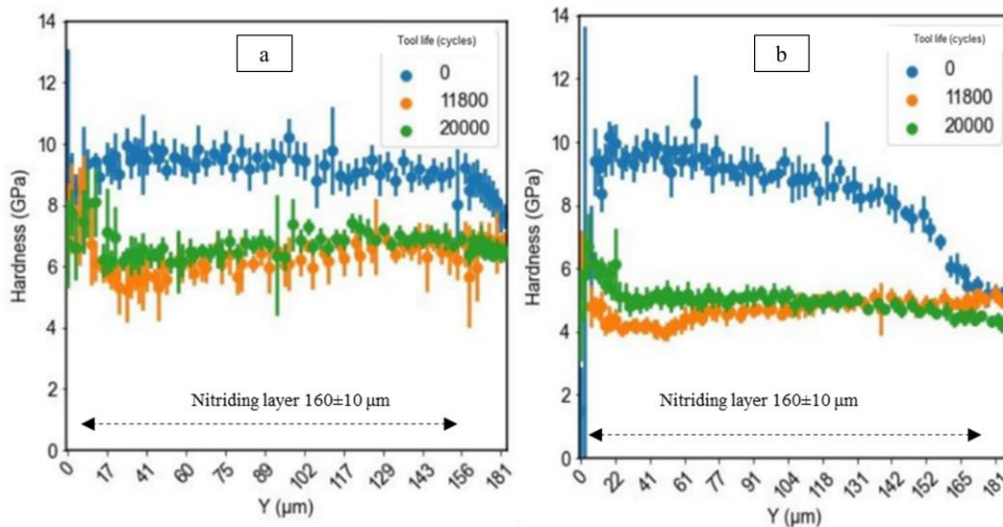 a
Tool life (cycles)
0
11800
20000
Hardness (GPa)
14
12
10
8
6
4
2
0
Nitriding layer 160±10 μm
0 17 41 60 75 89 102 117 129 143 156 181
Y (μm)
b
Tool life (cycles)
0
11800
20000
Hardness (GPa)
14
12
10
8
6
4
2
0
Nitriding layer 160±10 μm
0 22 41 61 77 91 104 118 131 143 152 165 181
Y (μm)